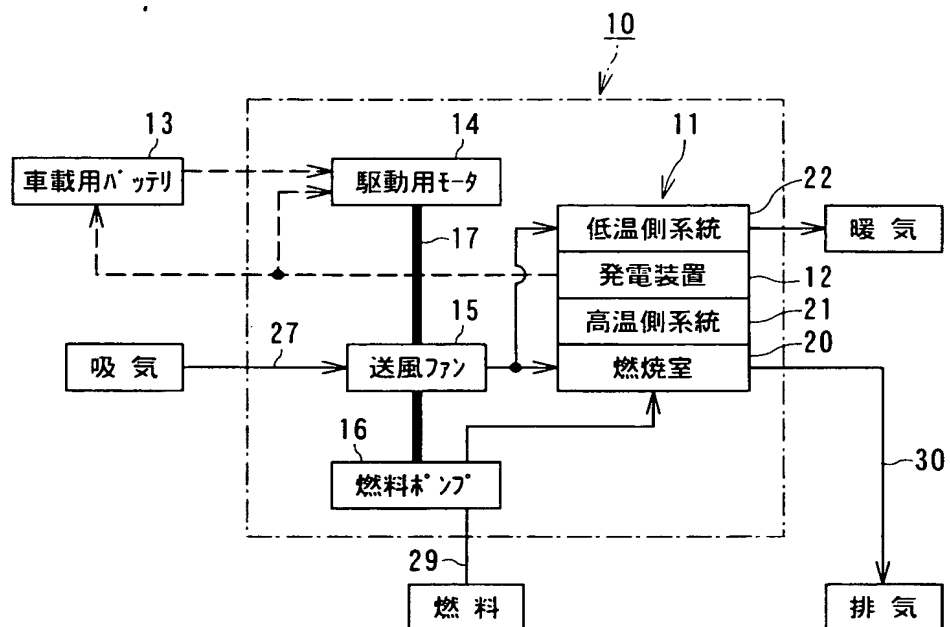 10
13
14
11
22
車載用ﾊﾞｯﾃﾘ
駆動用ﾓｰﾀ
低温側系統
暖気
17
発電装置
12
15
21
高温側系統
27
20
吸気
送風ファン
燃焼室
16
30
燃料ﾎﾟﾝﾌﾟ
29
燃料
排気